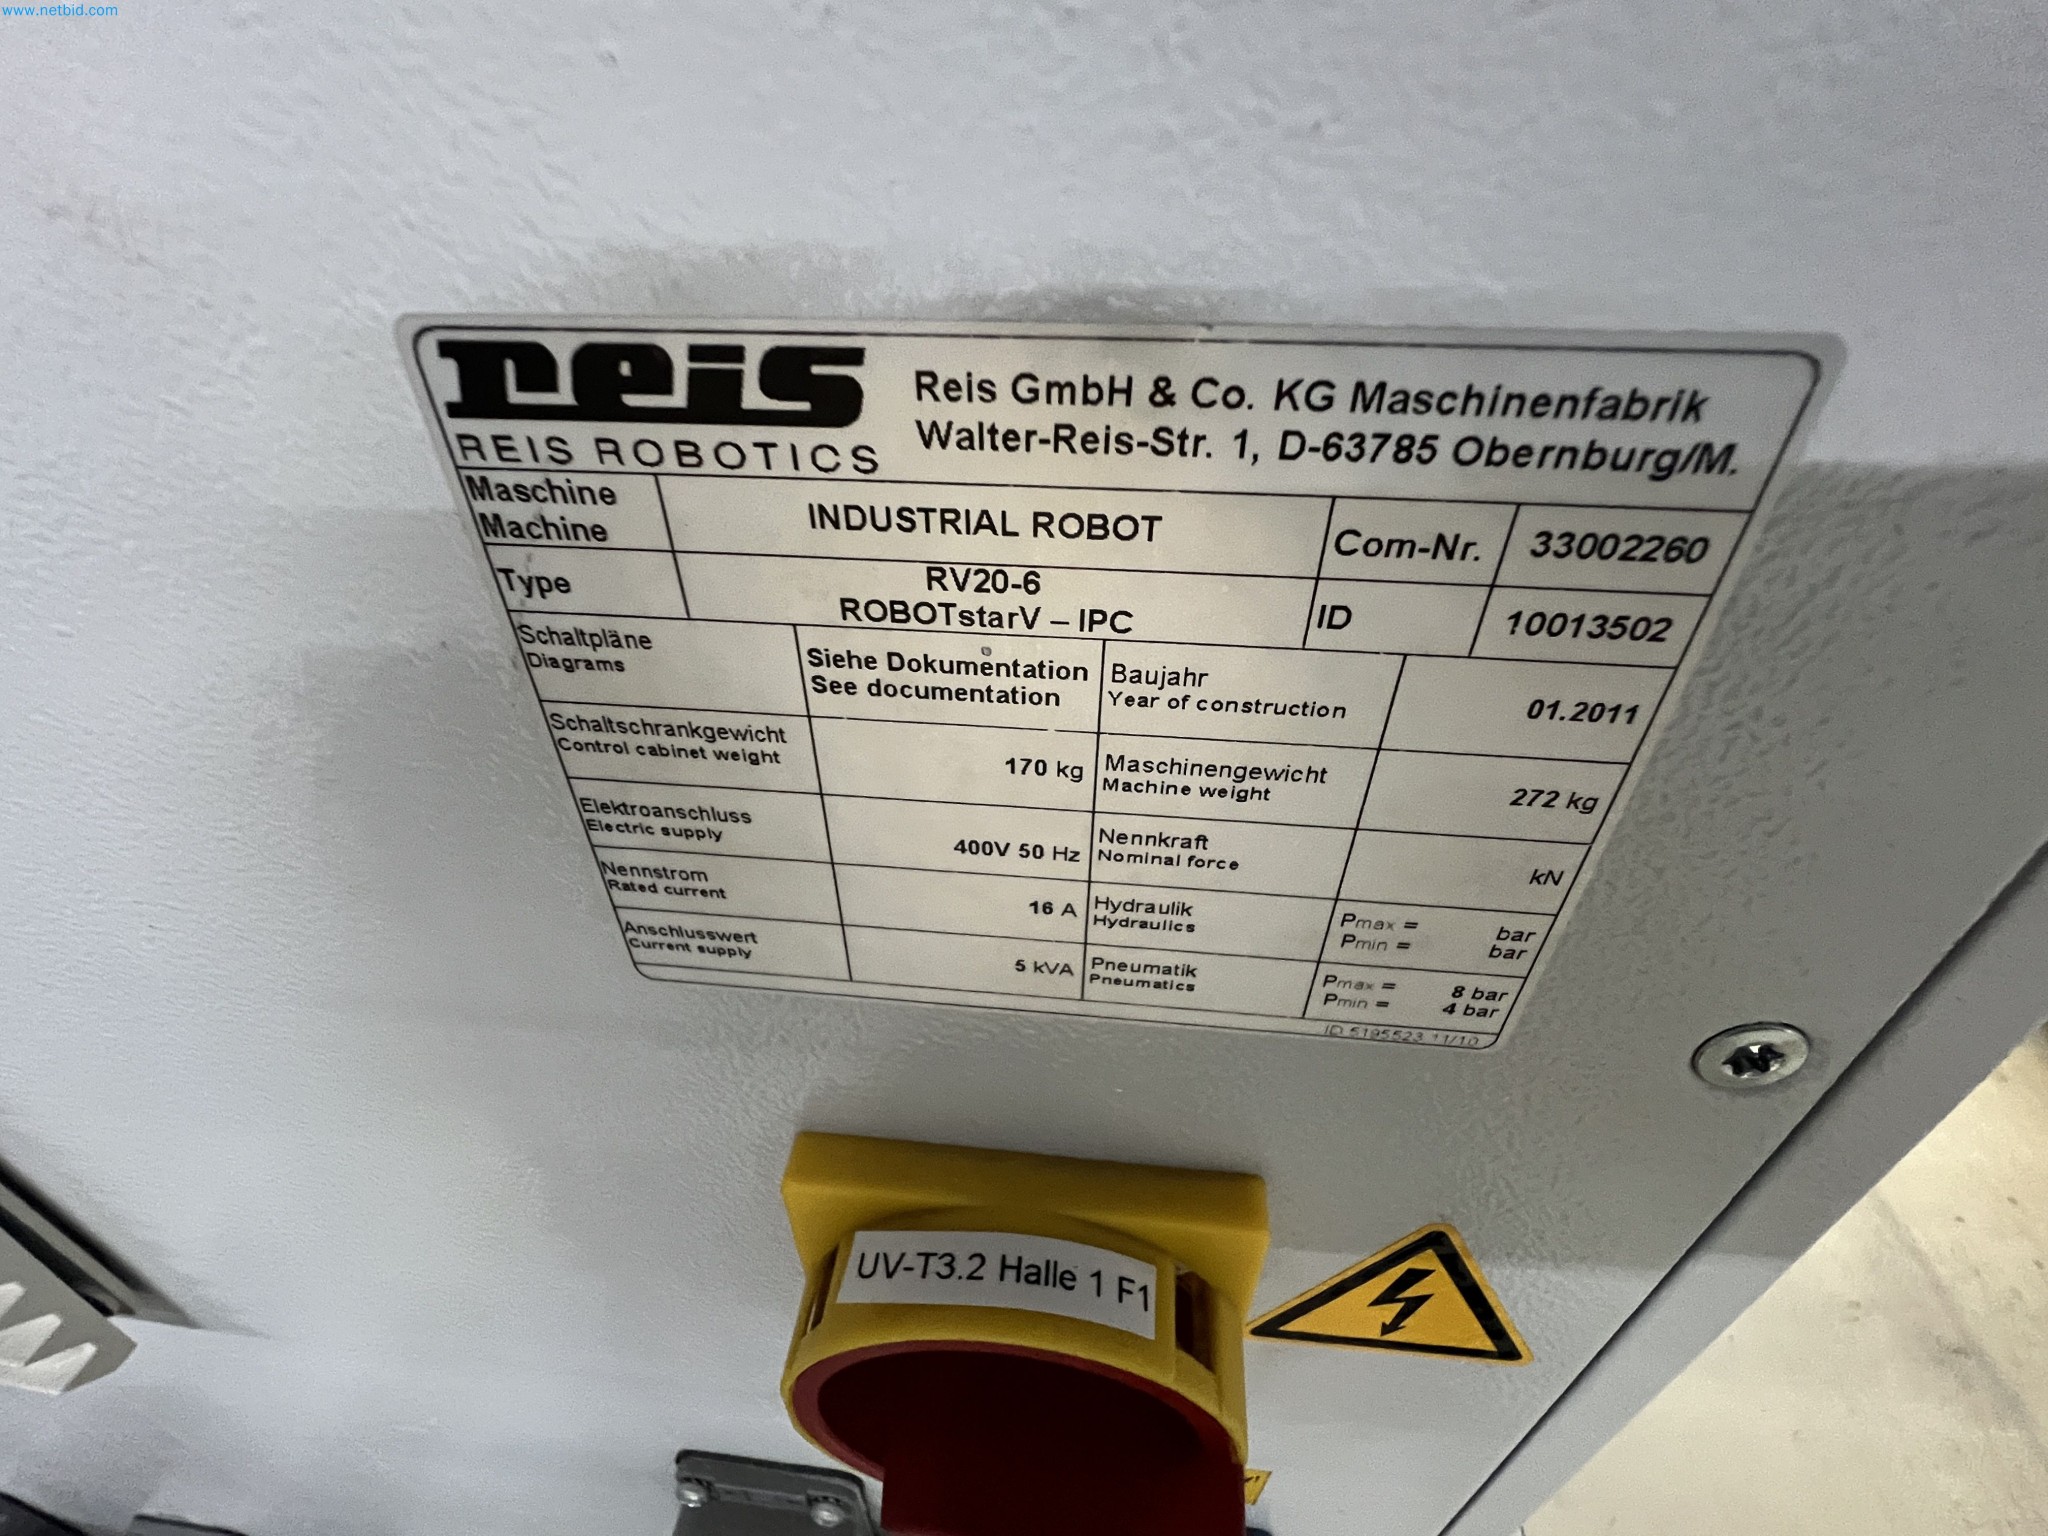 www.netbid.com
reis
REIS ROBOTICS
Reis GmbH & Co. KG Maschinenfabrik
Walter-Reis-Str. 1, D-63785 Obernburg/M.
Maschine
Machine
INDUSTRIAL ROBOT
Com-Nr.
33002260
Type
RV20-6
ROBOTstarV – IPC
ID
10013502
Schaltpläne
Diagrams
Siehe Dokumentation
See documentation
Baujahr
Year of construction
01.2011
Schaltschrankgewicht
Control cabinet weight
170 kg
Maschinengewicht
Machine weight
272 kg
Elektroanschluss
Electric supply
400V 50 Hz
Nennkraft
Nominal force
kN
Nennstrom
Rated current
16 A
Hydraulik
Hydraulics
Pmax = bar
Pmin = bar
Anschlusswert
Current supply
5 kVA
Pneumatik
Pneumatics
Pmax = 8 bar
Pmin = 4 bar
ID 5195523 11/10
UV-T3.2 Halle 1 F1